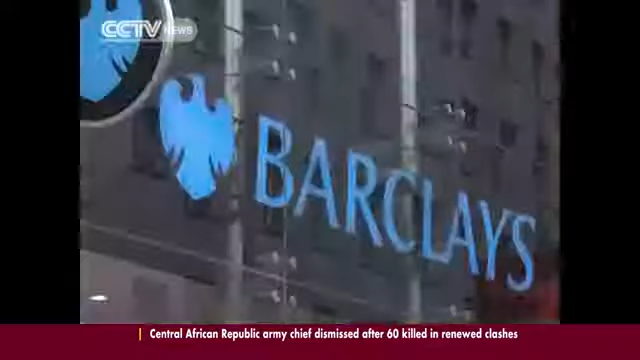 CCTV NEWS
BARCLAYS
Central African Republic army chief dismissed after 60 killed in renewed clashes